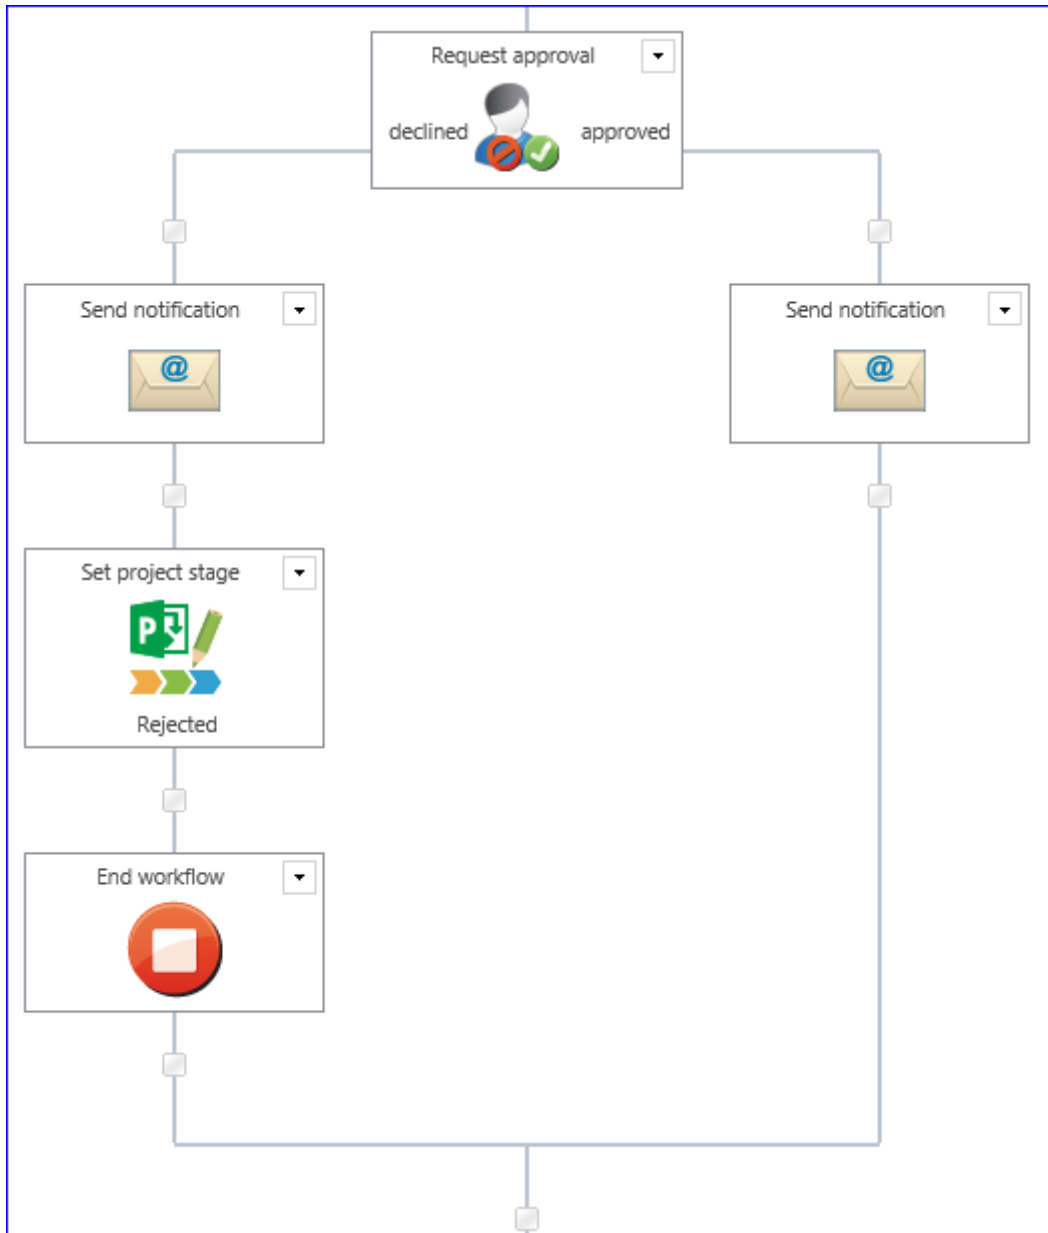 Request approval
declined approved
Send notification
Send notification
@
@
Set project stage
P
Rejected
End workflow